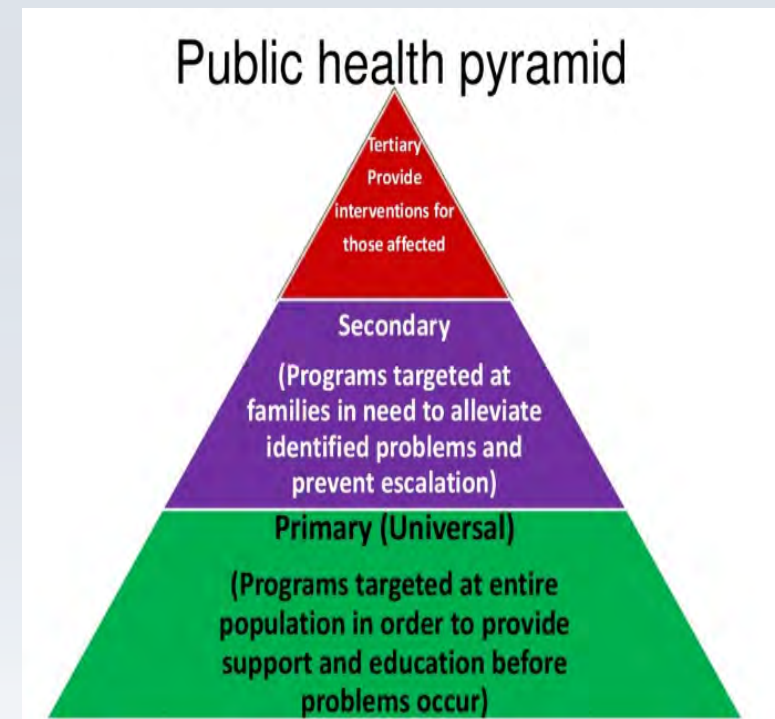 Public health pyramid
Tertiary
Provide
interventions for
those affected
Secondary
(Programs targeted at
families in need to alleviate
identified problems and
prevent escalation)
Primary (Universal)
(Programs targeted at entire
population in order to provide
support and education before
problems occur)